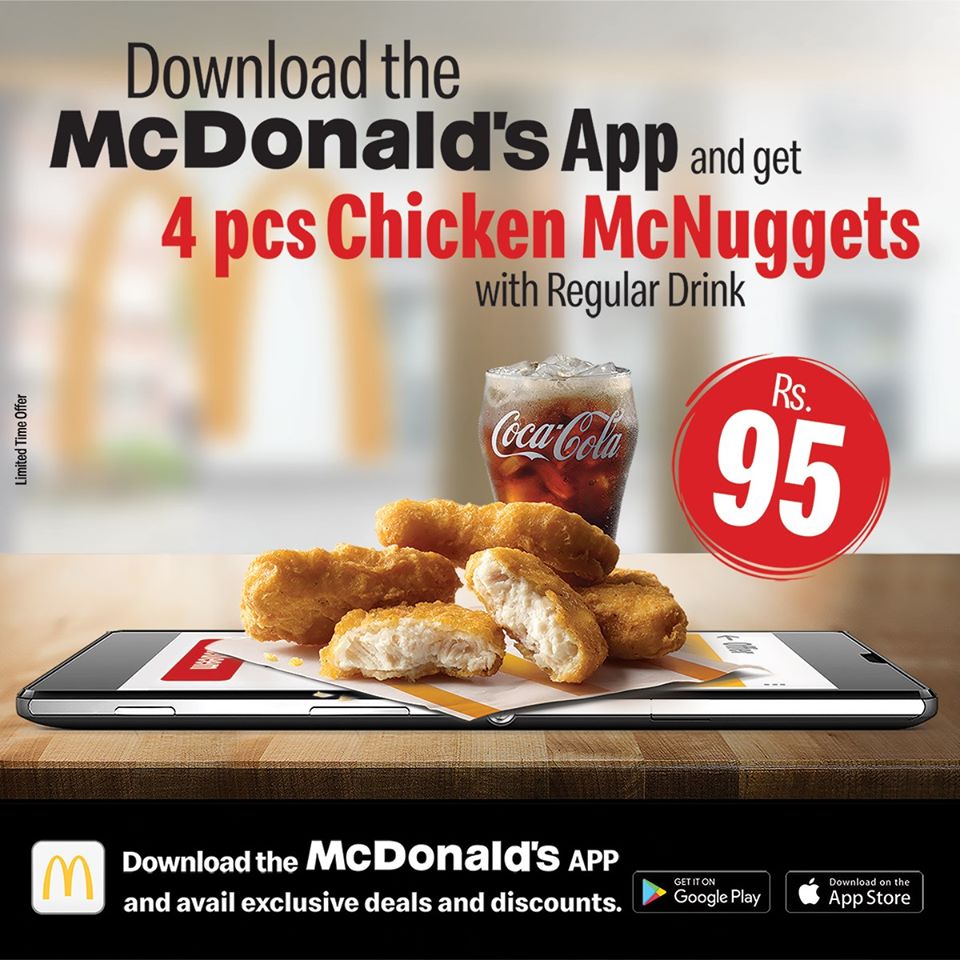 Download the
McDonald's App and get
4 pcs Chicken McNuggets
with Regular Drink
Limited Time Offer
Coca-Cola
Rs.
95
Download the McDonald's APP
and avail exclusive deals and discounts.
GET IT ON
Google Play
Download on the
App Store